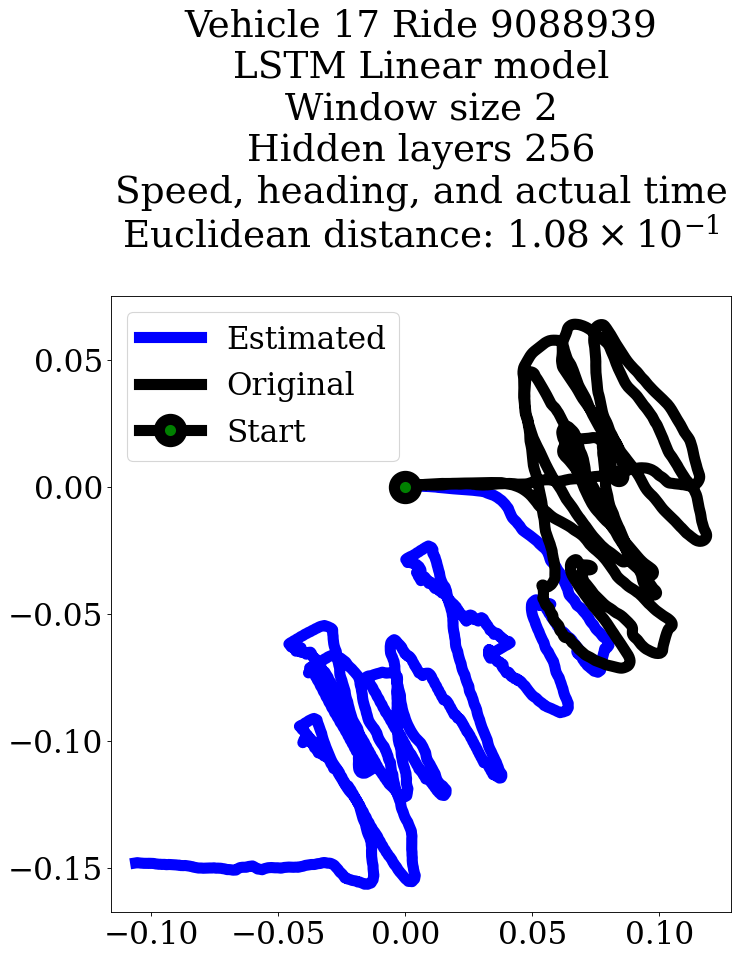 Vehicle 17 Ride 9088939
LSTM Linear model
Window size 2
Hidden layers 256
Speed, heading, and actual time
Euclidean distance: 1.08 × 10⁻¹
Estimated
Original
Start
0.05
0.00
−0.05
−0.10
−0.15
−0.10 −0.05 0.00 0.05 0.10